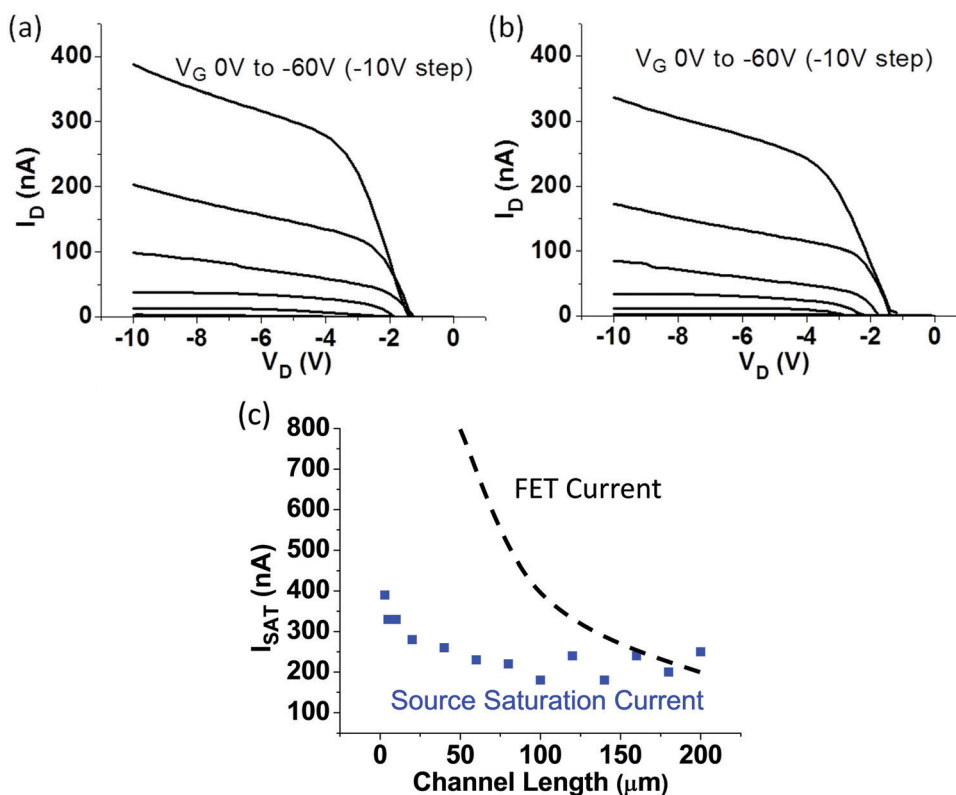 (a)
V_G 0V to -60V (-10V step)
400
300
200
100
0
I_D (nA)
-10 -8 -6 -4 -2 0
V_D (V)
(b)
V_G 0V to -60V (-10V step)
400
300
200
100
0
I_D (nA)
-10 -8 -6 -4 -2 0
V_D (V)
(c)
800
700
600
500
400
300
200
100
I_SAT (nA)
FET Current
Source Saturation Current
0 50 100 150 200
Channel Length (μm)